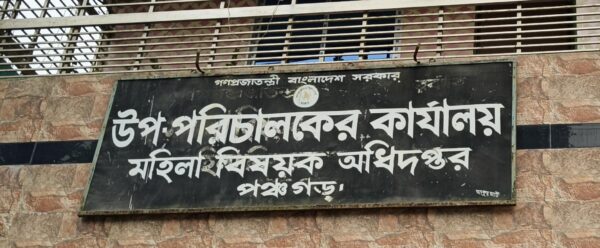 গণপ্রজাতন্ত্রী বাংলাদেশ সরকার
উপ-পরিচালকের কার্যালয়
মহিলা বিষয়ক অধিদপ্তর
পঞ্চগড়।